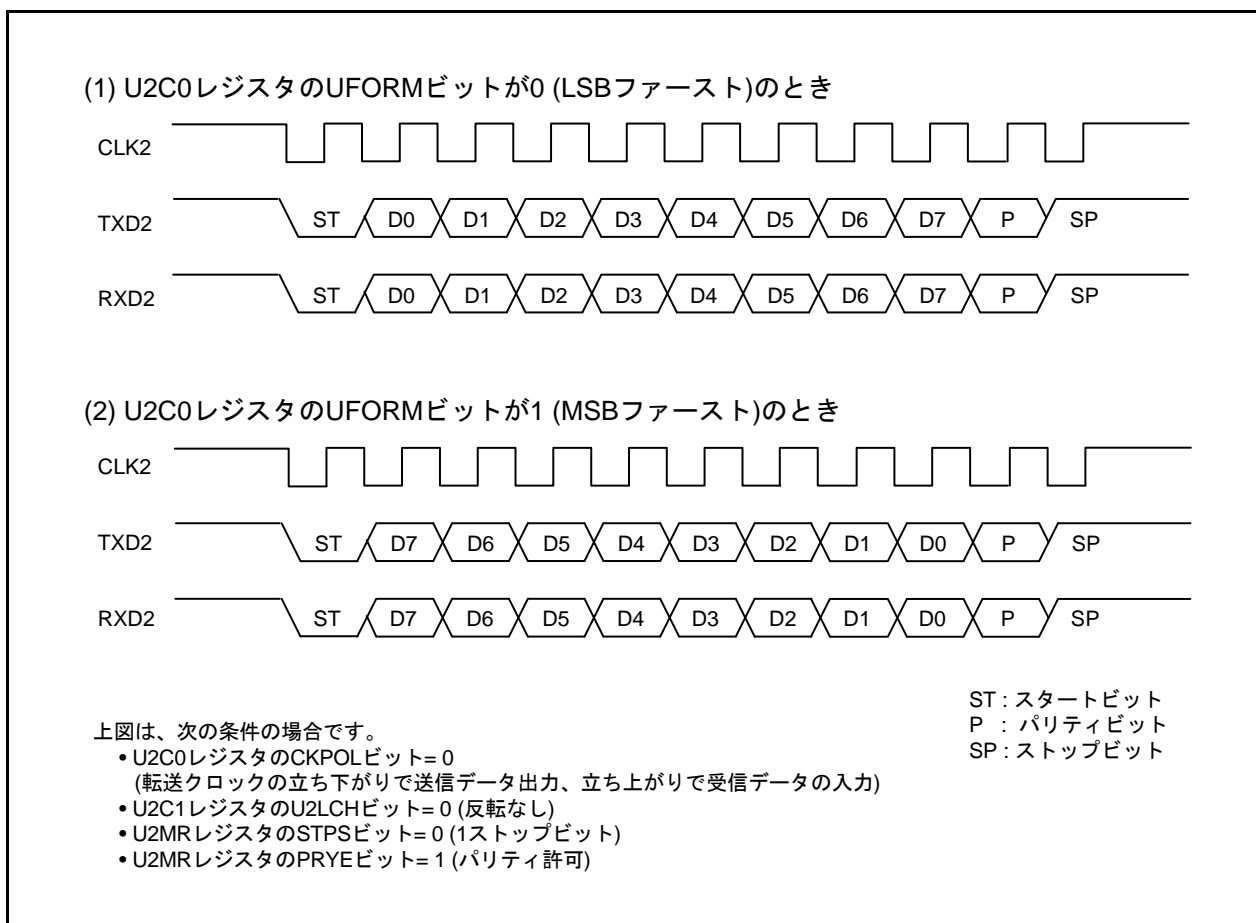 (1) U2C0レジスタのUFORMビットが0 (LSBファースト)のとき
CLK2
TXD2 ST D0 D1 D2 D3 D4 D5 D6 D7 P SP
RXD2 ST D0 D1 D2 D3 D4 D5 D6 D7 P SP
(2) U2C0レジスタのUFORMビットが1 (MSBファースト)のとき
CLK2
TXD2 ST D7 D6 D5 D4 D3 D2 D1 D0 P SP
RXD2 ST D7 D6 D5 D4 D3 D2 D1 D0 P SP
ST : スタートビット
P : パリティビット
SP : ストップビット
上図は、次の条件の場合です。
• U2C0レジスタのCKPOLビット= 0
(転送クロックの立ち下がりで送信データ出力、立ち上がりで受信データの入力)
• U2C1レジスタのU2LCHビット= 0 (反転なし)
• U2MRレジスタのSTPSビット= 0 (1ストップビット)
• U2MRレジスタのPRYEビット= 1 (パリティ許可)